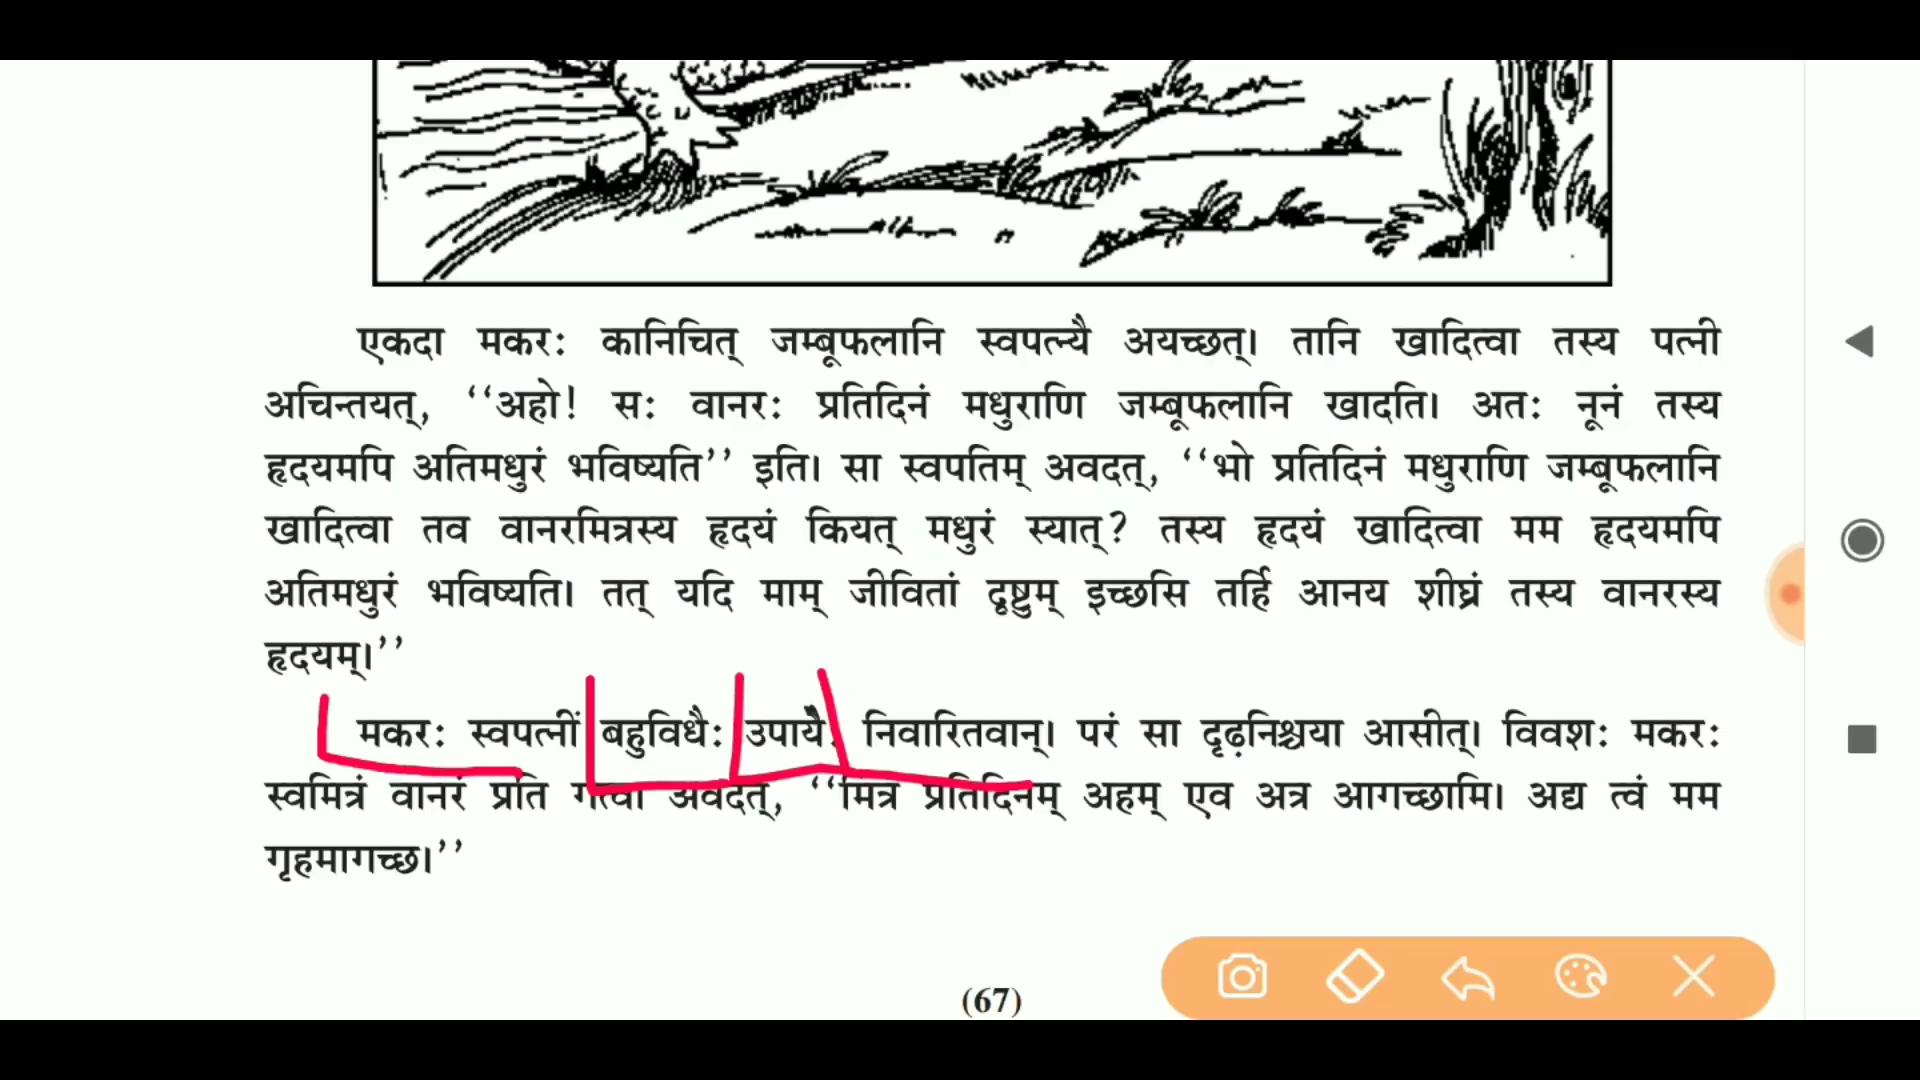 एकदा मकरः कानिचित् जम्बूफलानि स्वपत्न्यै अयच्छत्। तानि खादित्वा तस्य पत्नी
अचिन्तयत्, ‘‘अहो! सः वानरः प्रतिदिनं मधुराणि जम्बूफलानि खादति। अतः नूनं तस्य
हृदयमपि अतिमधुरं भविष्यति’’ इति। सा स्वपतिम् अवदत्, ‘‘भो प्रतिदिनं मधुराणि जम्बूफलानि
खादित्वा तव वानरमित्रस्य हृदयं कियत् मधुरं स्यात्? तस्य हृदयं खादित्वा मम हृदयमपि
अतिमधुरं भविष्यति। तत् यदि माम् जीवितां दृष्टुम् इच्छसि तर्हि आनय शीघ्रं तस्य वानरस्य
हृदयम्।’’
मकरः स्वपत्नीं बहुविधैः उपायैः निवारितवान्। परं सा दृढ़निश्चया आसीत्। विवशः मकरः
स्वमित्रं वानरं प्रति गत्वा अवदत्, ‘‘मित्र प्रतिदिनम् अहम् एव अत्र आगच्छामि। अद्य त्वं मम
गृहमागच्छ।’’
(67)